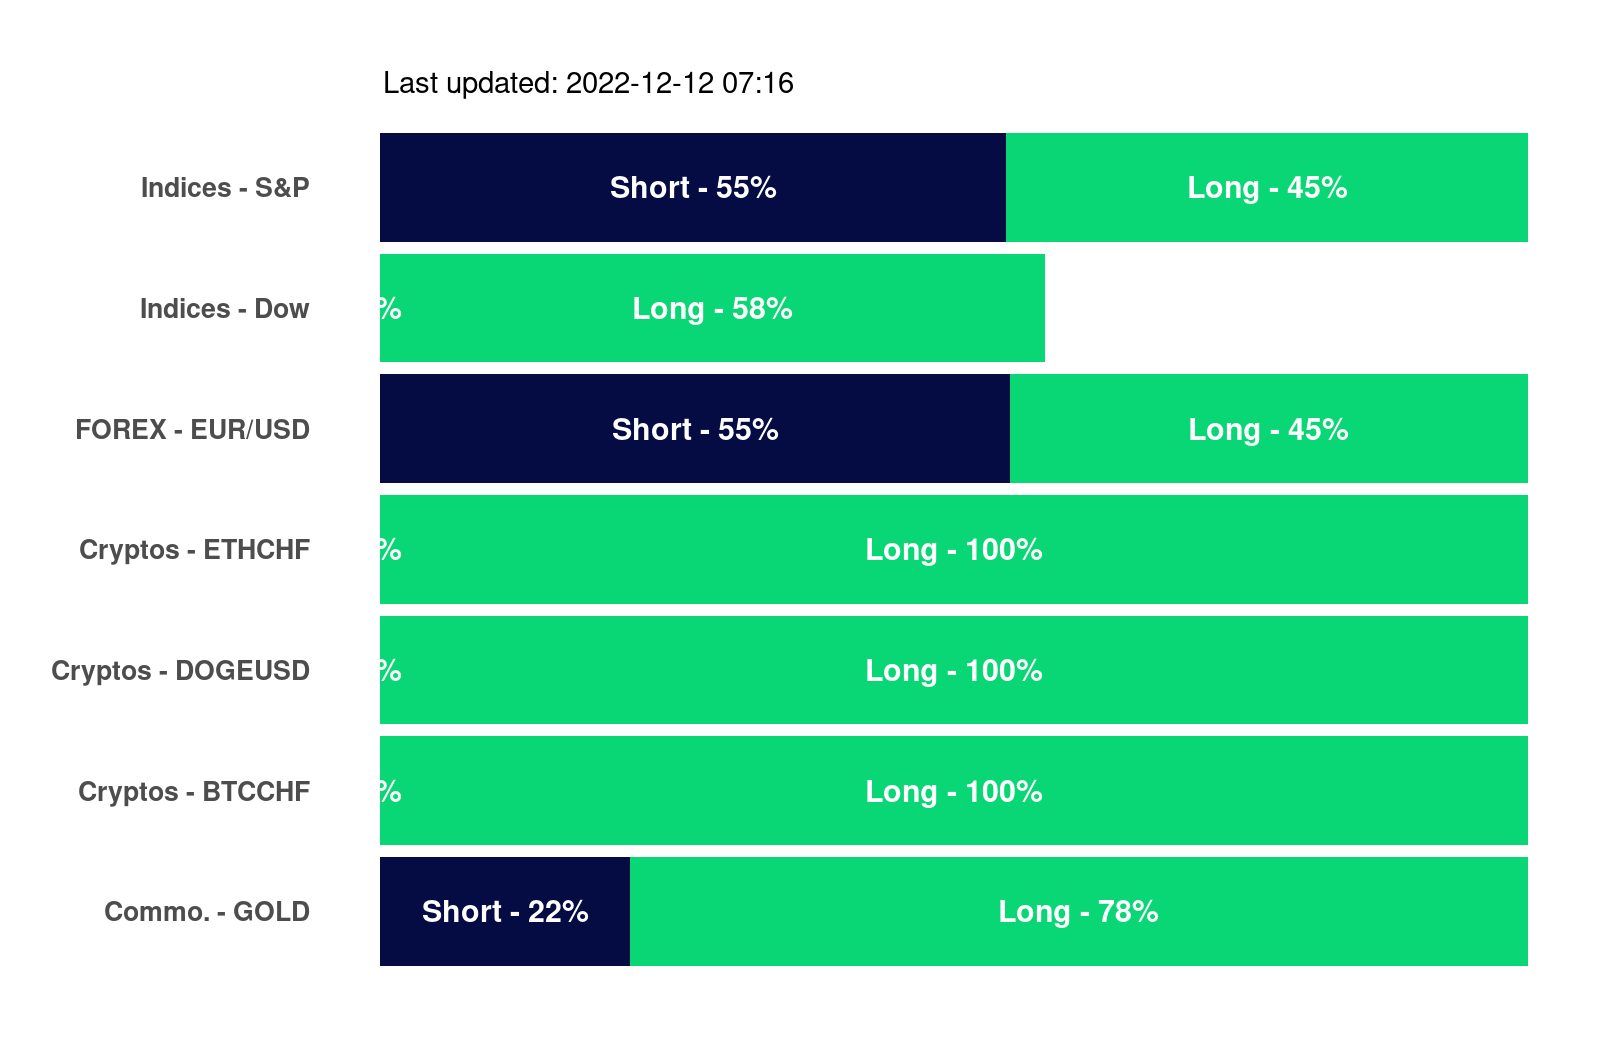 Last updated: 2022-12-12 07:16
Indices - S&P Short - 55% Long - 45%
Indices - Dow % Long - 58%
FOREX - EUR/USD Short - 55% Long - 45%
Cryptos - ETHCHF % Long - 100%
Cryptos - DOGEUSD % Long - 100%
Cryptos - BTCCHF % Long - 100%
Commo. - GOLD Short - 22% Long - 78%